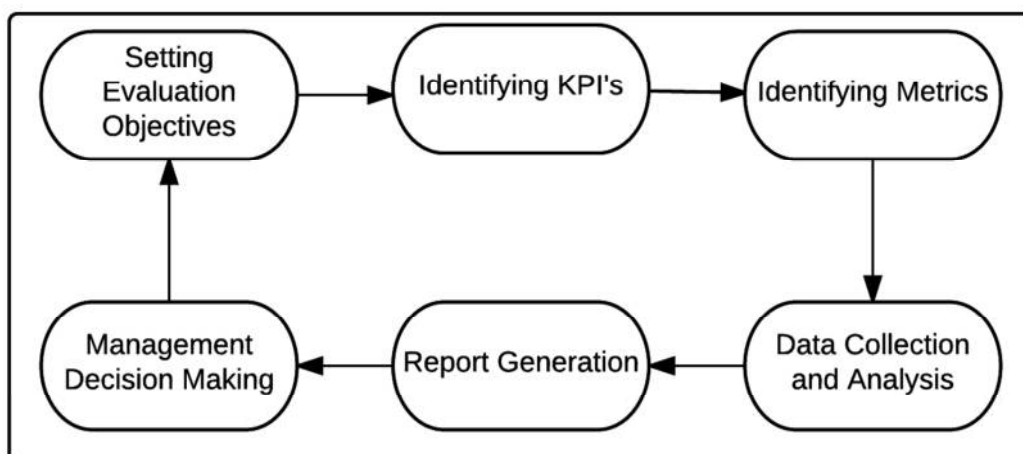 Setting
Evaluation
Objectives
Identifying KPI's
Identifying Metrics
Management
Decision Making
Report Generation
Data Collection
and Analysis